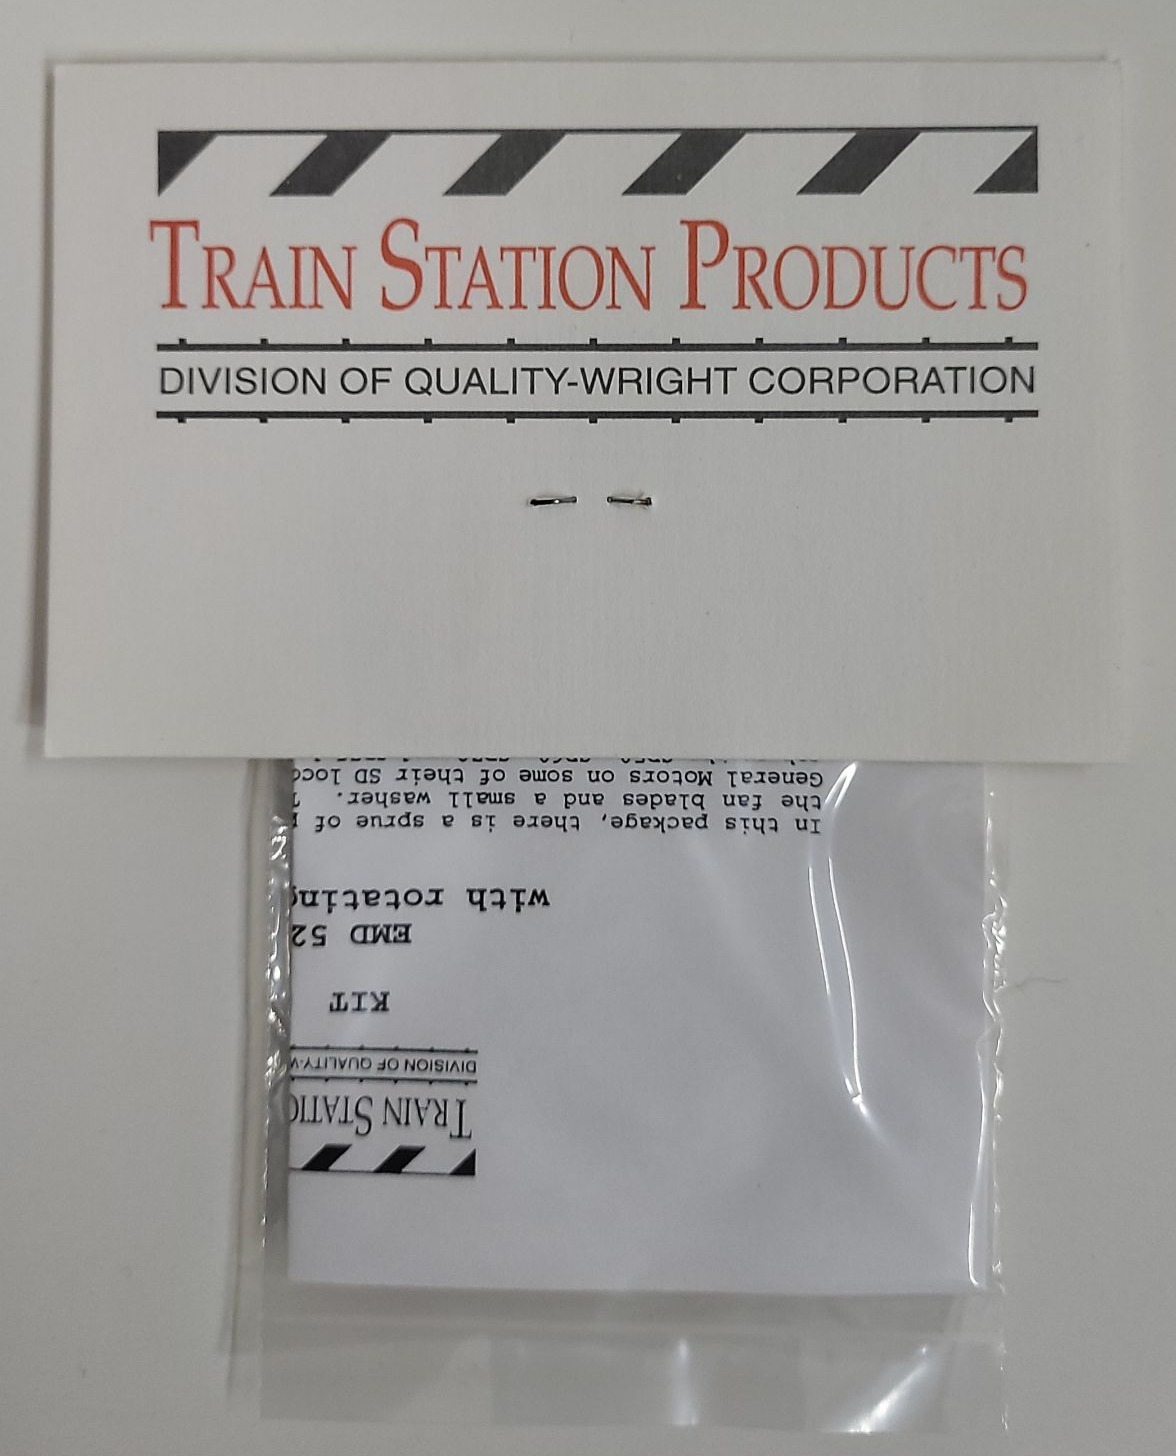 TRAIN STATION PRODUCTS
DIVISION OF QUALITY-WRIGHT CORPORATION
TRAIN STATIO
DIVISION OF QUALITY-W
KIT
EMD 52
with rotating
In this package, there is a sprue of
the fan blades and a small washer.
General Motors on some of their SD loco